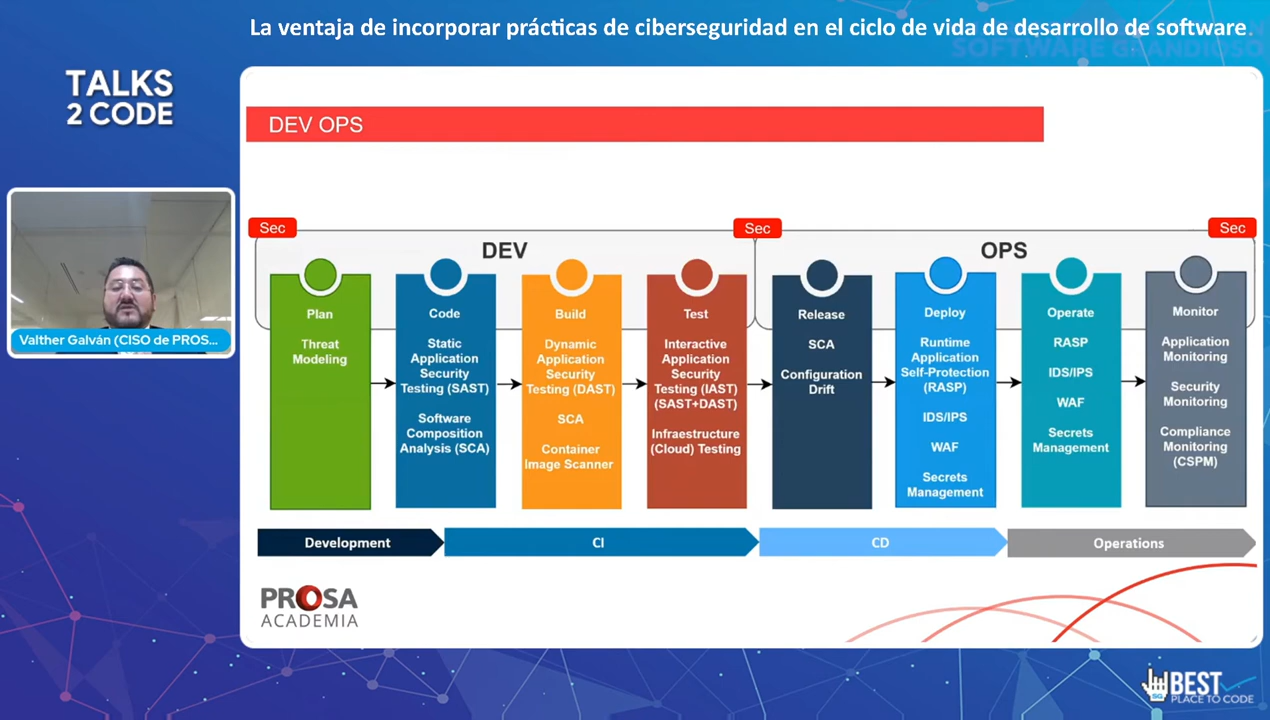 La ventaja de incorporar prácticas de ciberseguridad en el ciclo de vida de desarrollo de software.
SOFTWARE GRANDIOSO
TALKS
2 CODE
Valther Galván (CISO de PROS...
DEV OPS
Sec
Sec
Sec
DEV
OPS
Plan
Threat
Modeling
Code
Static
Application
Security
Testing (SAST)
Software
Composition
Analysis (SCA)
Build
Dynamic
Application
Security
Testing (DAST)
SCA
Container
Image Scanner
Test
Interactive
Application
Security
Testing (IAST)
(SAST+DAST)
Infraestructure
(Cloud) Testing
Release
SCA
Configuration
Drift
Deploy
Runtime
Application
Self-Protection
(RASP)
IDS/IPS
WAF
Secrets
Management
Operate
RASP
IDS/IPS
WAF
Secrets
Management
Monitor
Application
Monitoring
Security
Monitoring
Compliance
Monitoring
(CSPM)
Development
CI
CD
Operations
PROSA
ACADEMIA
SG
BEST
PLACE TO CODE